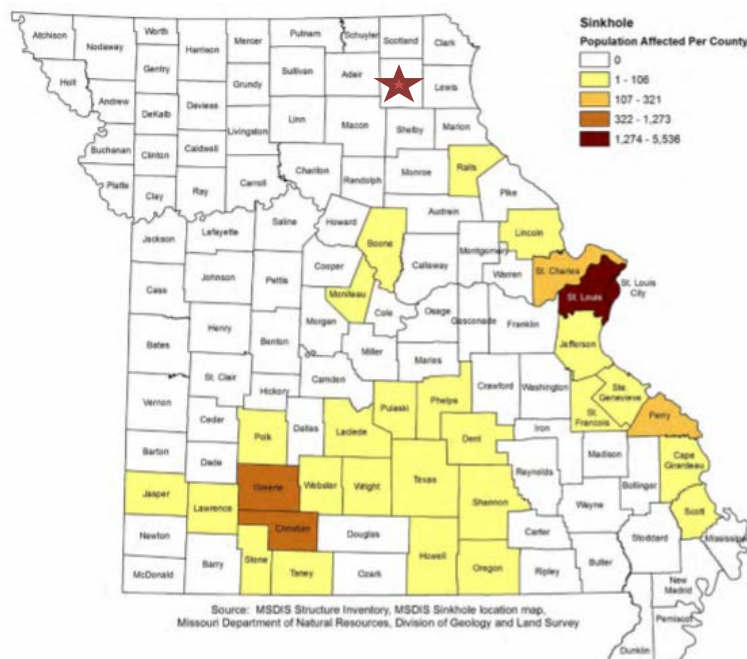 Sinkhole
Population Affected Per County
0
1 - 106
107 - 321
322 - 1,273
1,274 - 5,536
Atchison
Nodaway
Worth
Harrison
Mercer
Putnam
Schuyler
Scotland
Clark
Holt
Gentry
Sullivan
Adair
Lewis
Andrew
DeKalb
Daviess
Grundy
Linn
Macon
Shelby
Marion
Livingston
Buchanan
Clinton
Caldwell
Chariton
Randolph
Monroe
Ralls
Platte
Clay
Ray
Carroll
Pike
Audrain
Saline
Howard
Boone
Lincoln
Jackson
Lafayette
Montgomery
Callaway
Warren
St. Charles
Cooper
Johnson
Pettis
St. Louis
City
St. Louis
Cass
Moniteau
Cole
Osage
Gasconade
Franklin
Morgan
Henry
Benton
Miller
Jefferson
Bates
Maries
St. Clair
Camden
Crawford
Washington
Ste.
Genevieve
Hickory
Vernon
Pulaski
Phelps
St.
Francois
Perry
Cedar
Polk
Dallas
Laclede
Dent
Iron
Barton
Dade
Madison
Cape
Girardeau
Reynolds
Bollinger
Jasper
Lawrence
Greene
Webster
Wright
Texas
Shannon
Wayne
Scott
Christian
Douglas
Newton
Carter
Stoddard
Mississippi
Stone
Howell
Barry
Taney
Ozark
Oregon
Ripley
Butler
McDonald
New
Madrid
Pemiscot
Dunklin
Source: MSDIS Structure Inventory, MSDIS Sinkhole location map,
Missouri Department of Natural Resources, Division of Geology and Land Survey